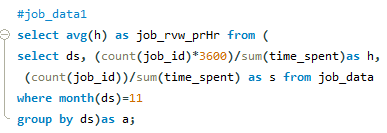 #job_data1
select avg(h) as job_rvw_prHr from (
select ds, (count(job_id)*3600)/sum(time_spent)as h,
(count(job_id))/sum(time_spent) as s from job_data
where month(ds)=11
group by ds)as a;